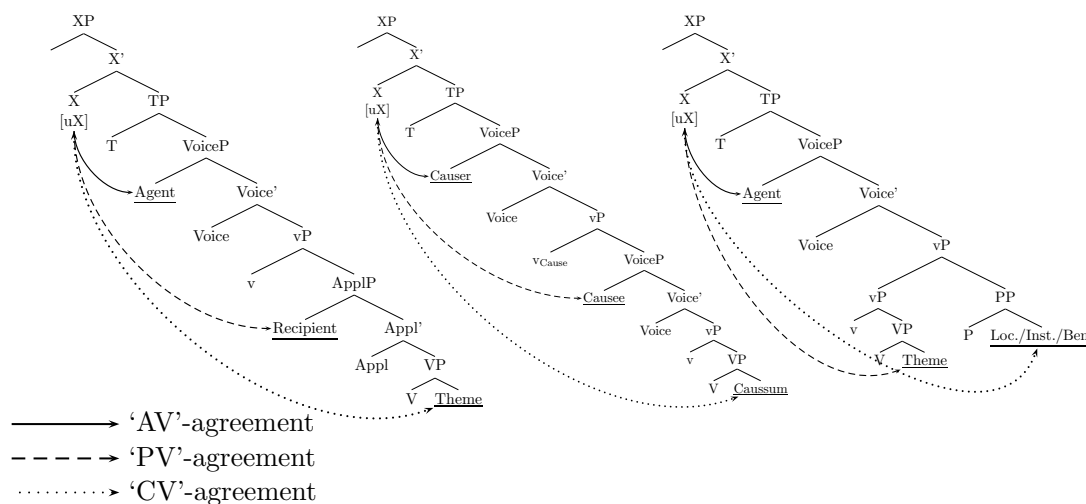 XP
X’
X
TP
[uX]
T
VoiceP
Agent
Voice’
Voice
vP
v
ApplP
Recipient
Appl’
Appl
VP
V
Theme
XP
X’
X
TP
[uX]
T
VoiceP
Causer
Voice’
Voice
vP
vCause
VoiceP
Causee
Voice’
Voice
vP
v
VP
V
Caussum
XP
X’
X
TP
[uX]
T
VoiceP
Agent
Voice’
Voice
vP
vP
PP
v
VP
P
Loc./Inst./Ben
V
Theme
‘AV’-agreement
‘PV’-agreement
‘CV’-agreement